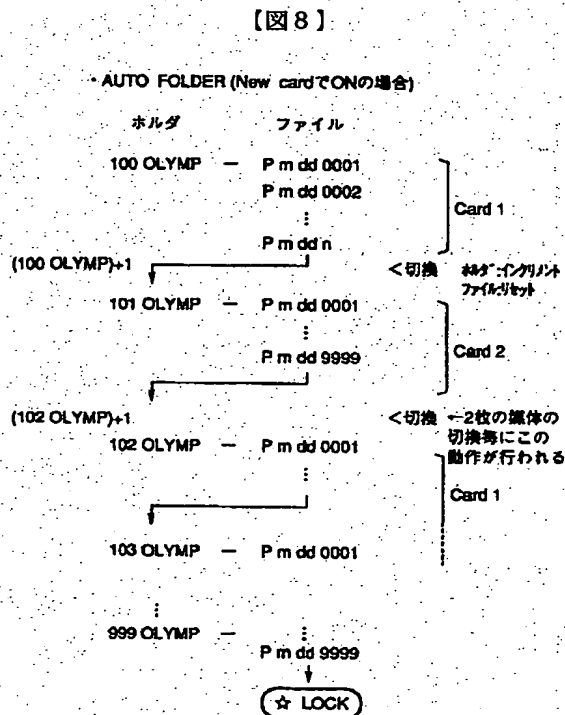 【図8】
・AUTO FOLDER (New cardでONの場合)
ホルダ ファイル
100 OLYMP — P m dd 0001
P m dd 0002
⋮
P m dd n
Card 1
(100 OLYMP)+1
<切換 ホルダ:インクリメント
ファイル:リセット
101 OLYMP — P m dd 0001
⋮
P m dd 9999
Card 2
(102 OLYMP)+1
<切換 ←2枚の媒体の
切換毎にこの
動作が行われる
102 OLYMP — P m dd 0001
⋮
Card 1
103 OLYMP — P m dd 0001
⋮
999 OLYMP — ⋮
P m dd 9999
☆ LOCK